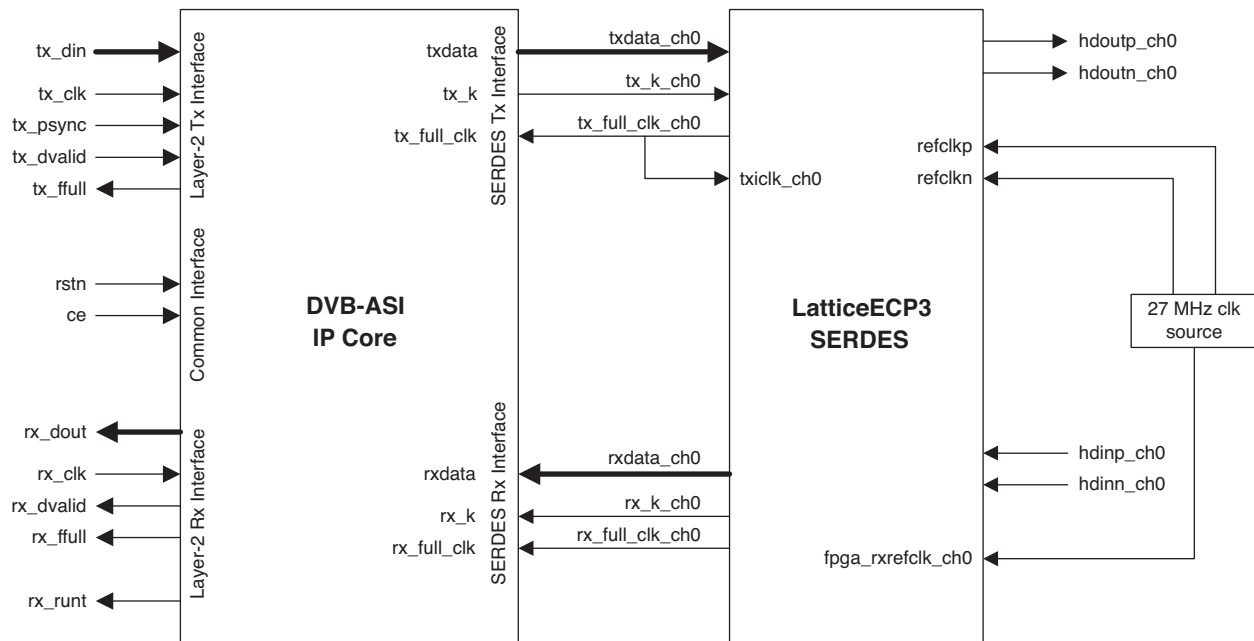 tx_din
tx_clk
tx_psync
tx_dvalid
tx_ffull
Layer-2 Tx Interface
rstn
ce
Common Interface
rx_dout
rx_clk
rx_dvalid
rx_ffull
rx_runt
Layer-2 Rx Interface
DVB-ASI
IP Core
txdata
tx_k
tx_full_clk
SERDES Tx Interface
rxdata
rx_k
rx_full_clk
SERDES Rx Interface
txdata_ch0
tx_k_ch0
tx_full_clk_ch0
txiclk_ch0
rxdata_ch0
rx_k_ch0
rx_full_clk_ch0
LatticeECP3
SERDES
refclkp
refclkn
fpga_rxrefclk_ch0
hdoutp_ch0
hdoutn_ch0
27 MHz clk
source
hdinp_ch0
hdinn_ch0